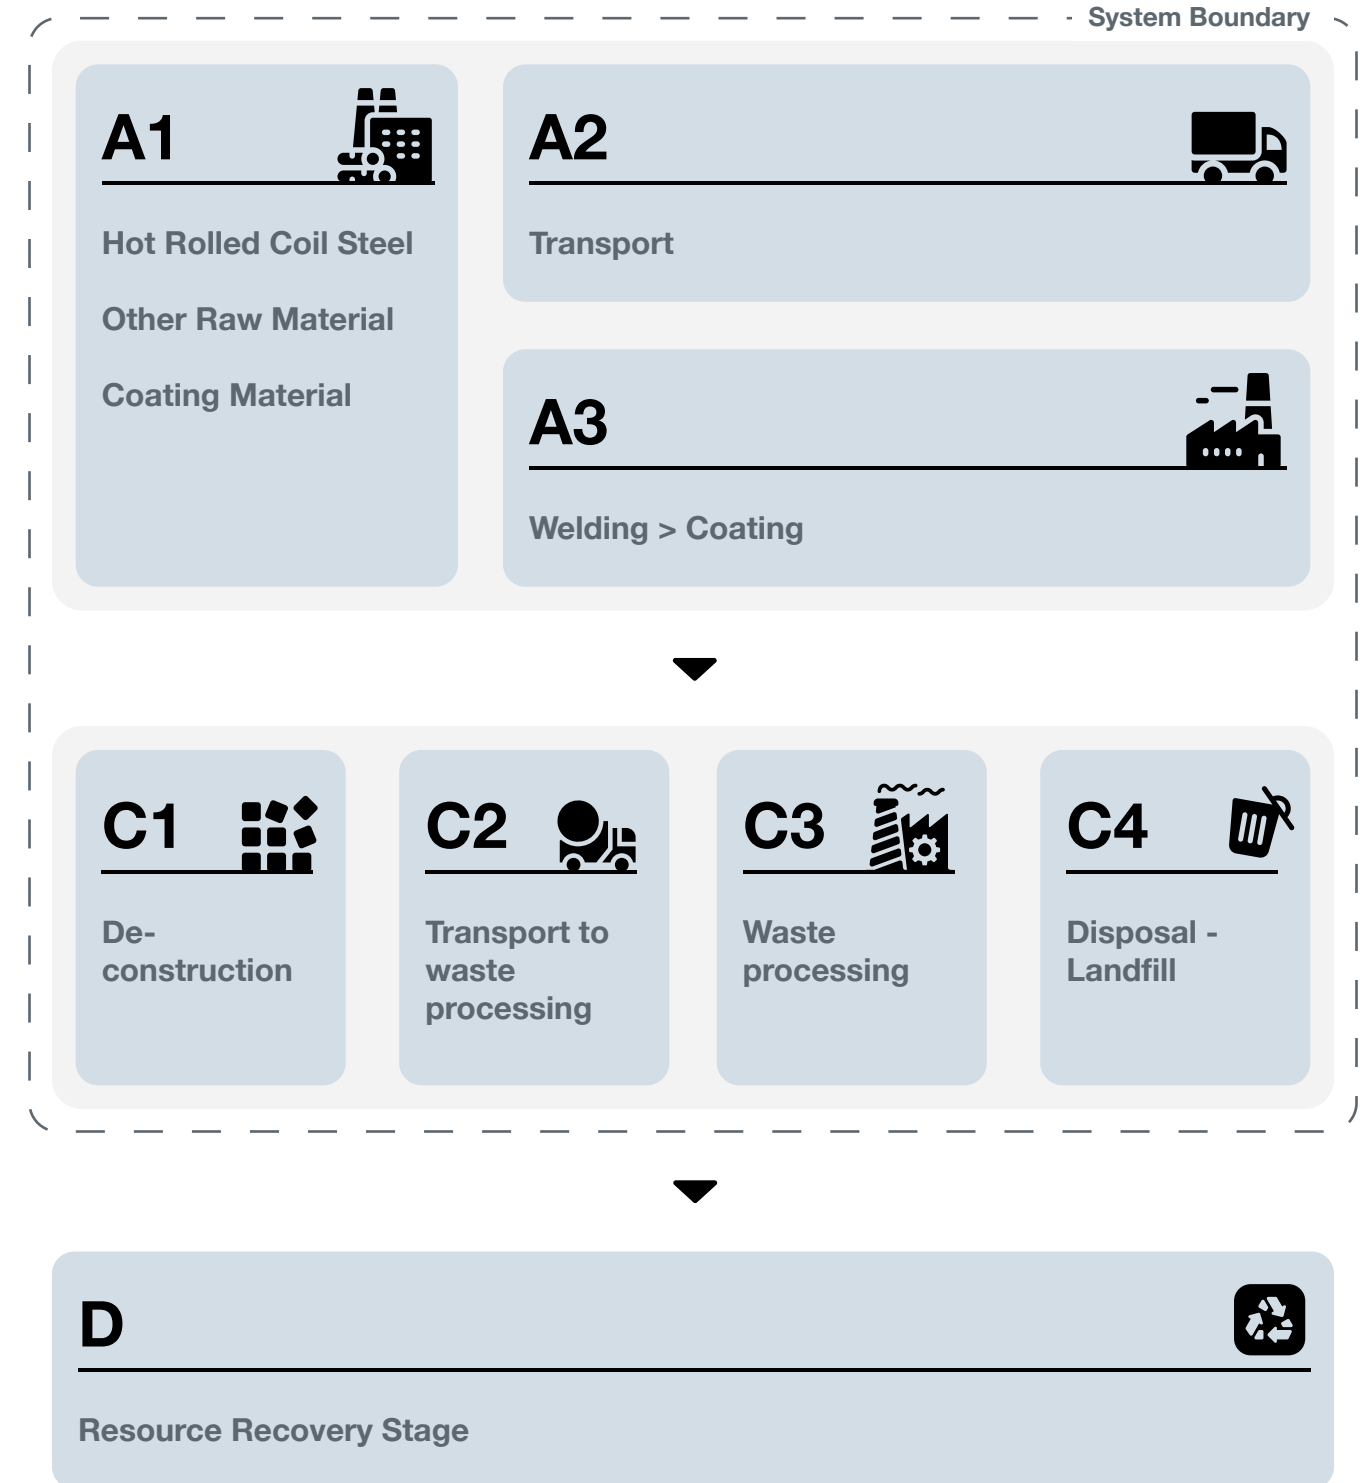 System Boundary
A1
Hot Rolled Coil Steel
Other Raw Material
Coating Material
A2
Transport
A3
Welding > Coating
C1
De-
construction
C2
Transport to
waste
processing
C3
Waste
processing
C4
Disposal -
Landfill
D
Resource Recovery Stage